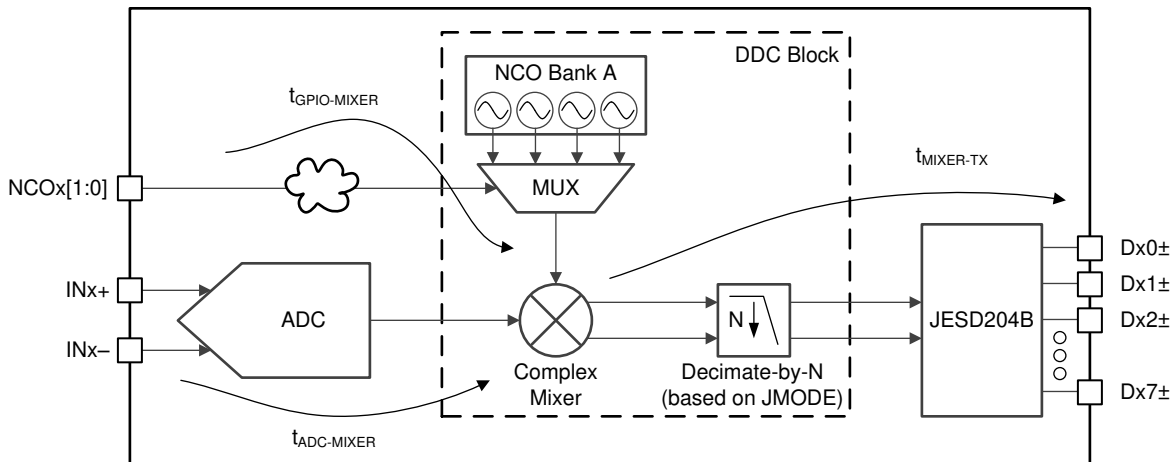 DDC Block
NCO Bank A
tGPIO-MIXER
tMIXER-TX
NCOx[1:0]
MUX
Dx0±
INx+
Dx1±
ADC
N
JESD204B
Dx2±
INx–
Complex
Mixer
Decimate-by-N
(based on JMODE)
Dx7±
tADC-MIXER